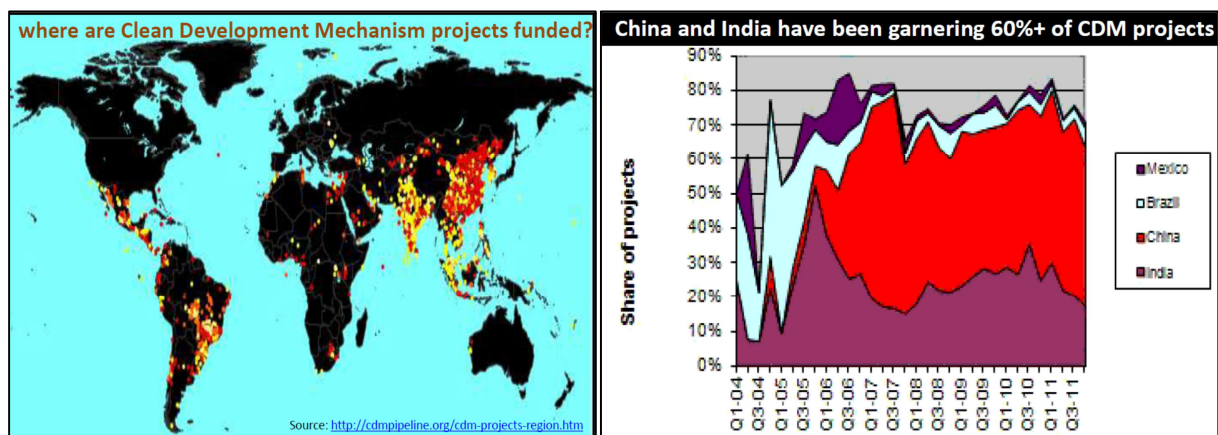 where are Clean Development Mechanism projects funded?
Source: http://cdmpipeline.org/cdm-projects-region.htm
China and India have been garnering 60%+ of CDM projects
90%
80%
70%
60%
50%
40%
30%
20%
10%
0%
Share of projects
Q1-04
Q3-04
Q1-05
Q3-05
Q1-06
Q3-06
Q1-07
Q3-07
Q1-08
Q3-08
Q1-09
Q3-09
Q1-10
Q3-10
Q1-11
Q3-11
Mexico
Brazil
China
India